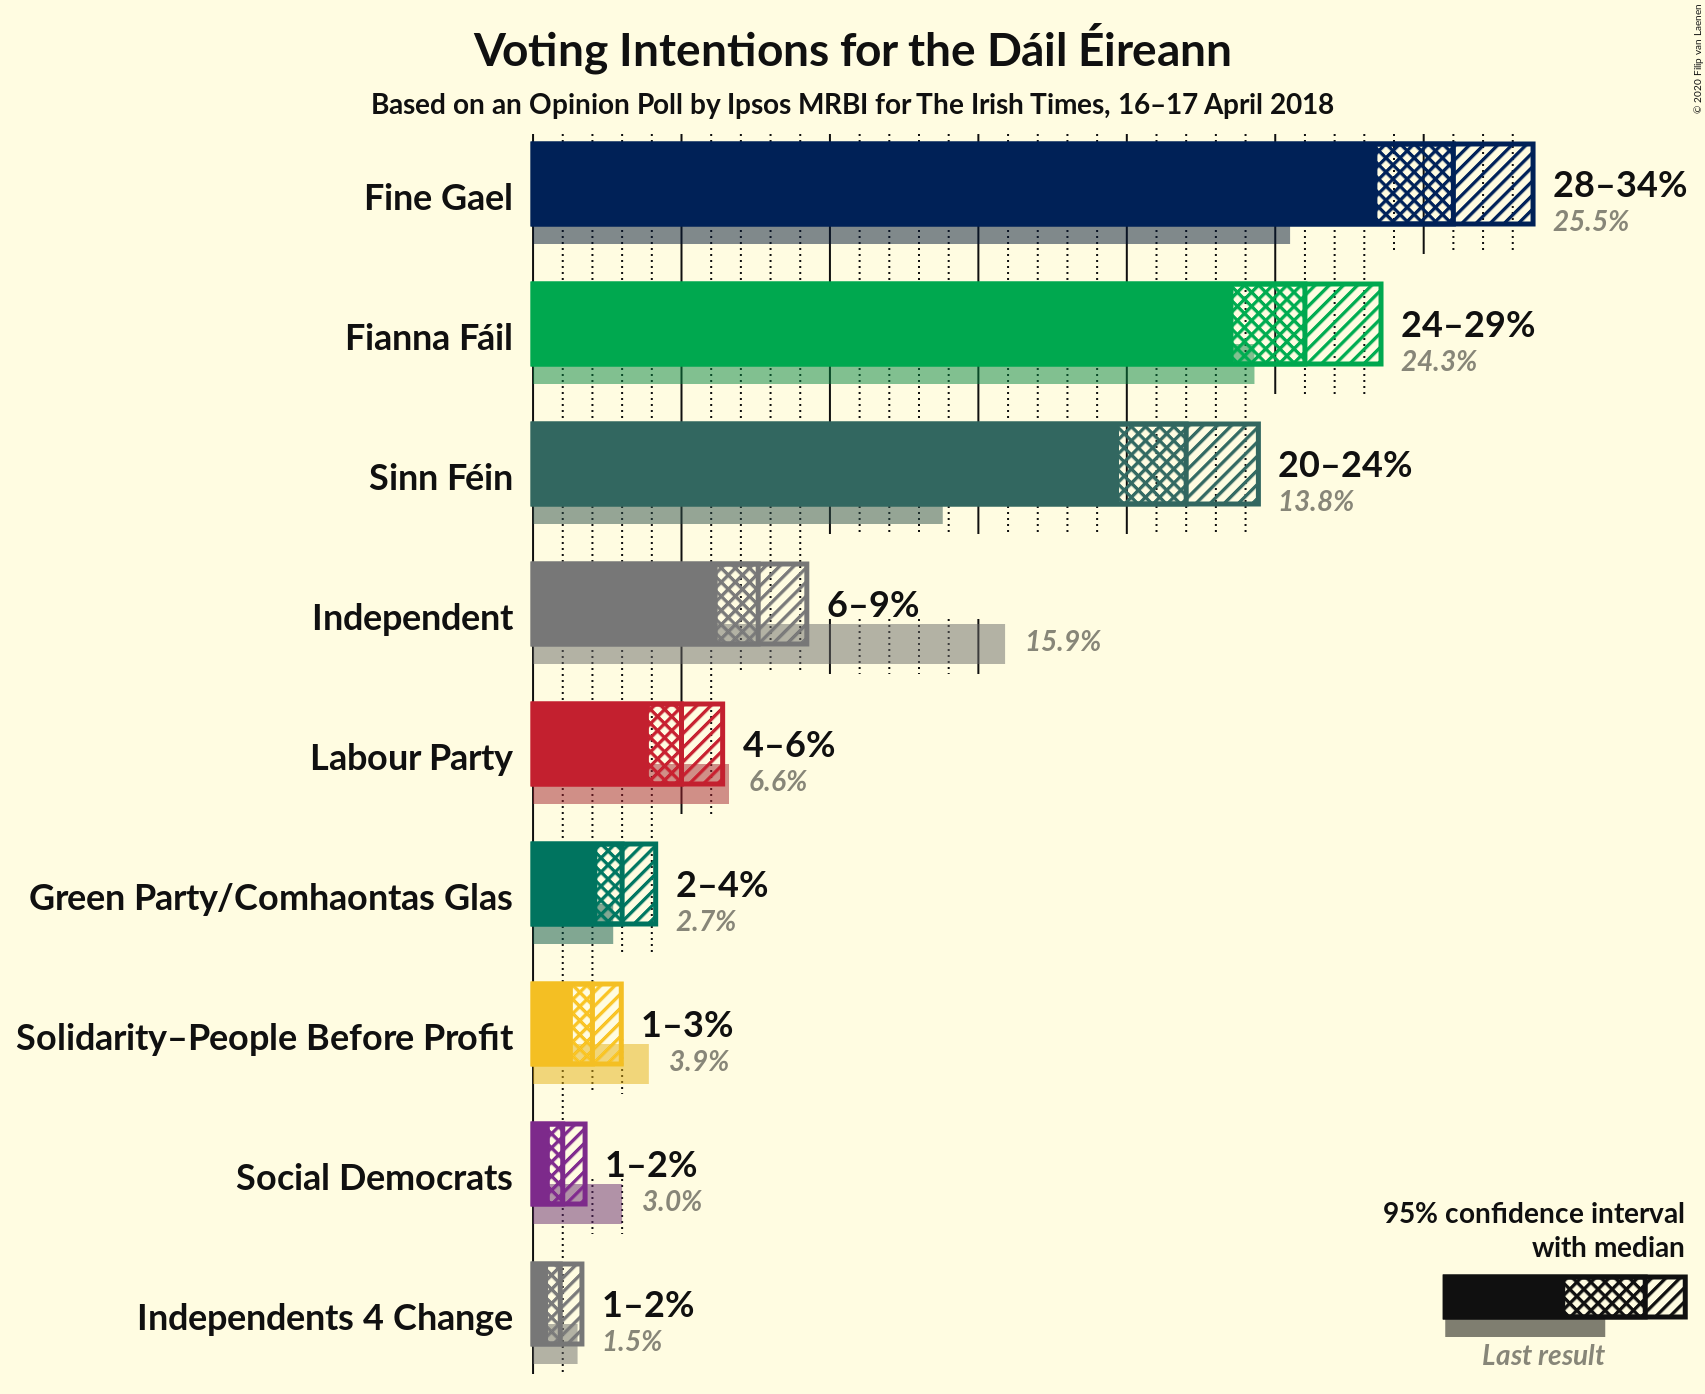 Voting Intentions for the Dáil Éireann
Based on an Opinion Poll by Ipsos MRBI for The Irish Times, 16–17 April 2018
© 2020 Filip van Laenen
Fine Gael
28–34%
25.5%
Fianna Fáil
24–29%
24.3%
Sinn Féin
20–24%
13.8%
Independent
6–9%
15.9%
Labour Party
4–6%
6.6%
Green Party/Comhaontas Glas
2–4%
2.7%
Solidarity–People Before Profit
1–3%
3.9%
Social Democrats
1–2%
3.0%
Independents 4 Change
1–2%
1.5%
95% confidence interval
with median
Last result